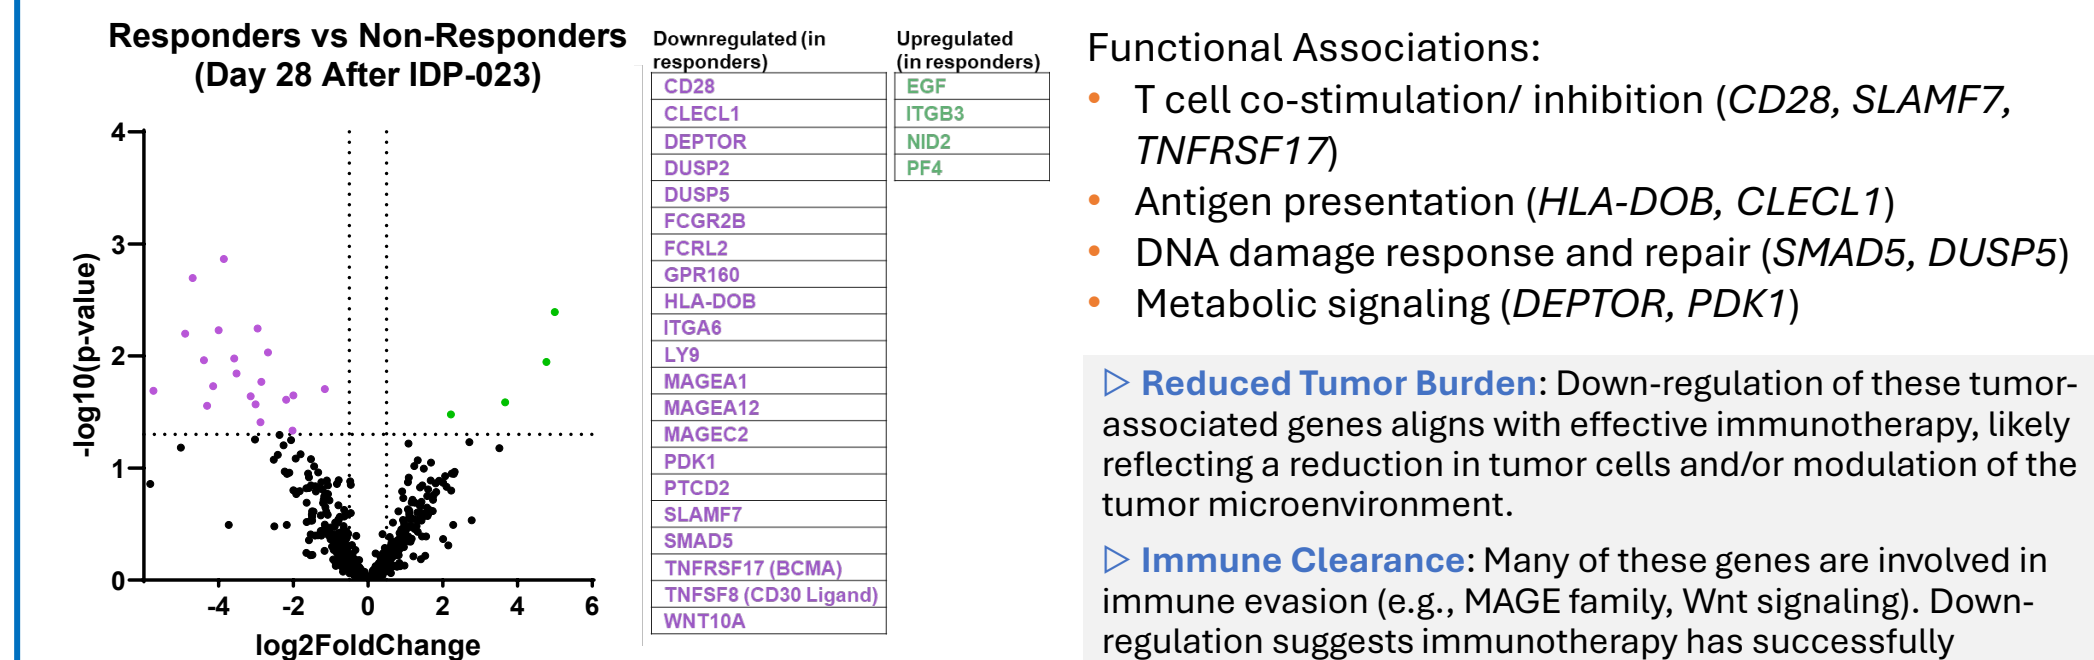 Responders vs Non-Responders
(Day 28 After IDP-023)
-log10(p-value)
4
3
2
1
0
-4
-2
0
2
4
6
log2FoldChange
Downregulated (in
responders)
CD28
CLECL1
DEPTOR
DUSP2
DUSP5
FCGR2B
FCRL2
GPR160
HLA-DOB
ITGA6
LY9
MAGEA1
MAGEA12
MAGEC2
PDK1
PTCD2
SLAMF7
SMAD5
TNFRSF17 (BCMA)
TNFSF8 (CD30 Ligand)
WNT10A
Upregulated
(in responders)
EGF
ITGB3
NID2
PF4
Functional Associations:
• T cell co-stimulation/ inhibition (CD28, SLAMF7,
TNFRSF17)
• Antigen presentation (HLA-DOB, CLECL1)
• DNA damage response and repair (SMAD5, DUSP5)
• Metabolic signaling (DEPTOR, PDK1)
▷ Reduced Tumor Burden: Down-regulation of these tumor-
associated genes aligns with effective immunotherapy, likely
reflecting a reduction in tumor cells and/or modulation of the
tumor microenvironment.
▷ Immune Clearance: Many of these genes are involved in
immune evasion (e.g., MAGE family, Wnt signaling). Down-
regulation suggests immunotherapy has successfully